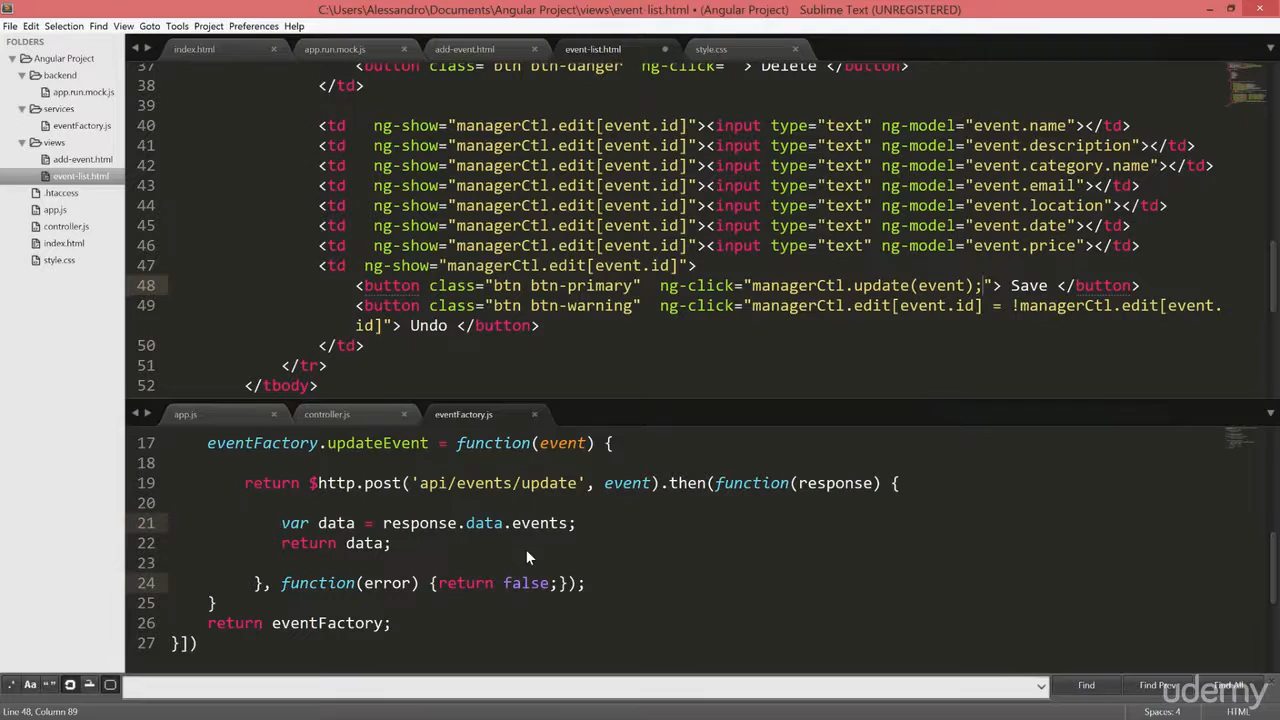 C:\Users\Alessandro\Documents\Angular Project\views\event-list.html • (Angular Project) - Sublime Text (UNREGISTERED)
File Edit Selection Find View Goto Tools Project Preferences Help
FOLDERS
Angular Project
backend
app.run.mock.js
services
eventFactory.js
views
add-event.html
event-list.html
.htaccess
app.js
controller.js
index.html
style.css
index.html × app.run.mock.js × add-event.html × event-list.html • style.css ×
37 <button class="btn btn-danger" ng-click=""> Delete </button>
38 </td>
39
40 <td ng-show="managerCtl.edit[event.id]"><input type="text" ng-model="event.name"></td>
41 <td ng-show="managerCtl.edit[event.id]"><input type="text" ng-model="event.description"></td>
42 <td ng-show="managerCtl.edit[event.id]"><input type="text" ng-model="event.category.name"></td>
43 <td ng-show="managerCtl.edit[event.id]"><input type="text" ng-model="event.email"></td>
44 <td ng-show="managerCtl.edit[event.id]"><input type="text" ng-model="event.location"></td>
45 <td ng-show="managerCtl.edit[event.id]"><input type="text" ng-model="event.date"></td>
46 <td ng-show="managerCtl.edit[event.id]"><input type="text" ng-model="event.price"></td>
47 <td ng-show="managerCtl.edit[event.id]">
48 <button class="btn btn-primary" ng-click="managerCtl.update(event);"> Save </button>
49 <button class="btn btn-warning" ng-click="managerCtl.edit[event.id] = !managerCtl.edit[event.
id]"> Undo </button>
50 </td>
51 </tr>
52 </tbody>
app.js × controller.js × eventFactory.js ×
17 eventFactory.updateEvent = function(event) {
18
19 return $http.post('api/events/update', event).then(function(response) {
20
21 var data = response.data.events;
22 return data;
23
24 }, function(error) {return false;});
25 }
26 return eventFactory;
27 }])
.* Aa “” Find Find Prev Find All
udemy
Line 48, Column 89 Spaces: 4 HTML